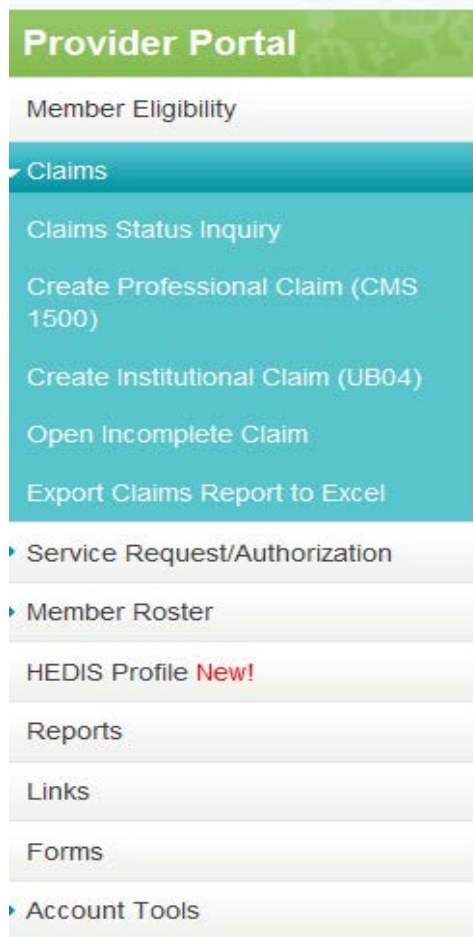 Provider Portal
Member Eligibility
Claims
Claims Status Inquiry
Create Professional Claim (CMS
1500)
Create Institutional Claim (UB04)
Open Incomplete Claim
Export Claims Report to Excel
Service Request/Authorization
Member Roster
HEDIS Profile New!
Reports
Links
Forms
Account Tools